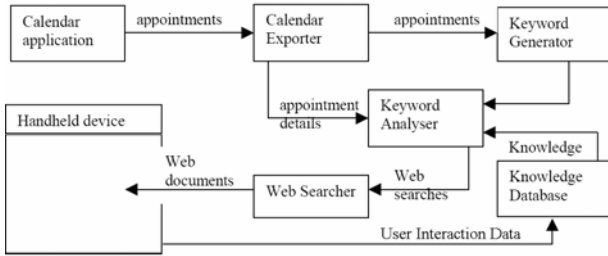 Calendar
application
appointments
Calendar
Exporter
appointments
Keyword
Generator
appointment
details
Keyword
Analyser
Handheld device
Knowledge
Web
documents
Web Searcher
Web
searches
Knowledge
Database
User Interaction Data